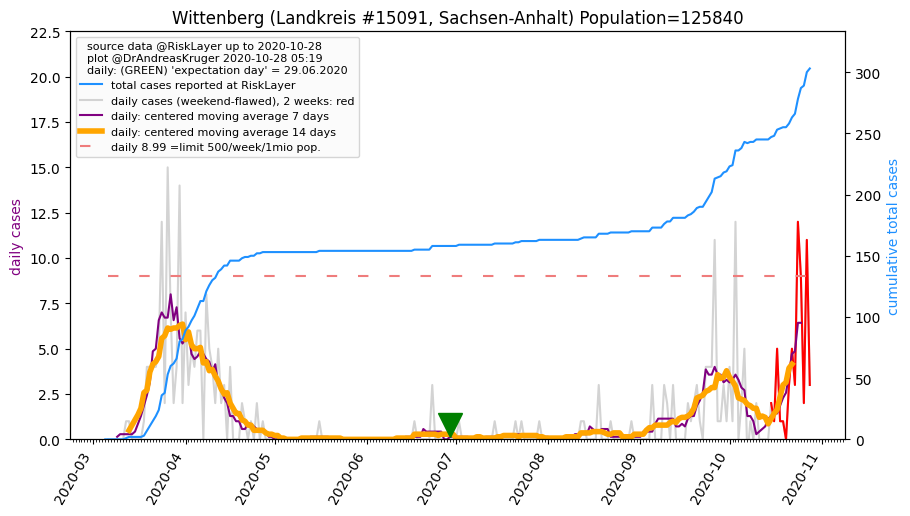 Wittenberg (Landkreis #15091, Sachsen-Anhalt) Population=125840
source data @RiskLayer up to 2020-10-28
plot @DrAndreasKruger 2020-10-28 05:19
daily: (GREEN) 'expectation day' = 29.06.2020
total cases reported at RiskLayer
daily cases (weekend-flawed), 2 weeks: red
daily: centered moving average 7 days
daily: centered moving average 14 days
daily 8.99 =limit 500/week/1mio pop.
daily cases
22.5
20.0
17.5
15.0
12.5
10.0
7.5
5.0
2.5
0.0
300
250
200
150
100
50
0
cumulative total cases
2020-03
2020-04
2020-05
2020-06
2020-07
2020-08
2020-09
2020-10
2020-11